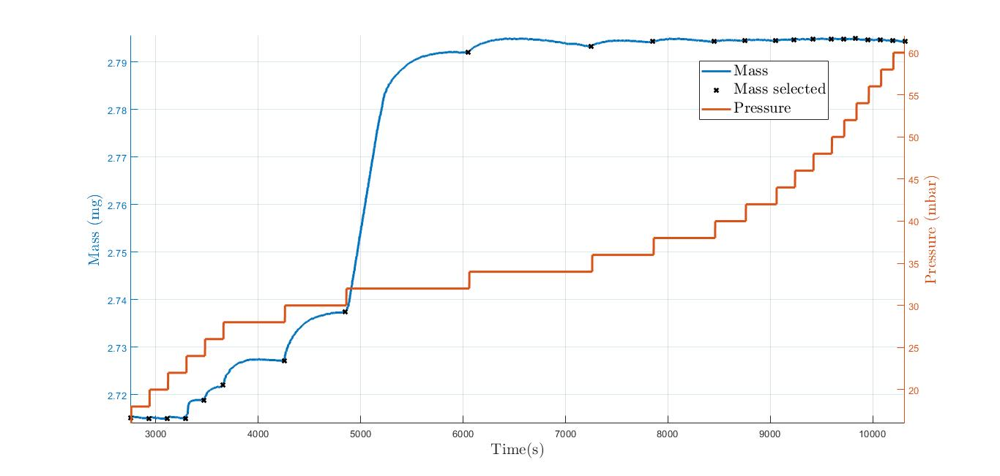 2.79
2.78
2.77
2.76
2.75
2.74
2.73
2.72
Mass (mg)
Mass
Mass selected
Pressure
60
55
50
45
40
35
30
25
20
Pressure (mbar)
3000 4000 5000 6000 7000 8000 9000 10000
Time(s)